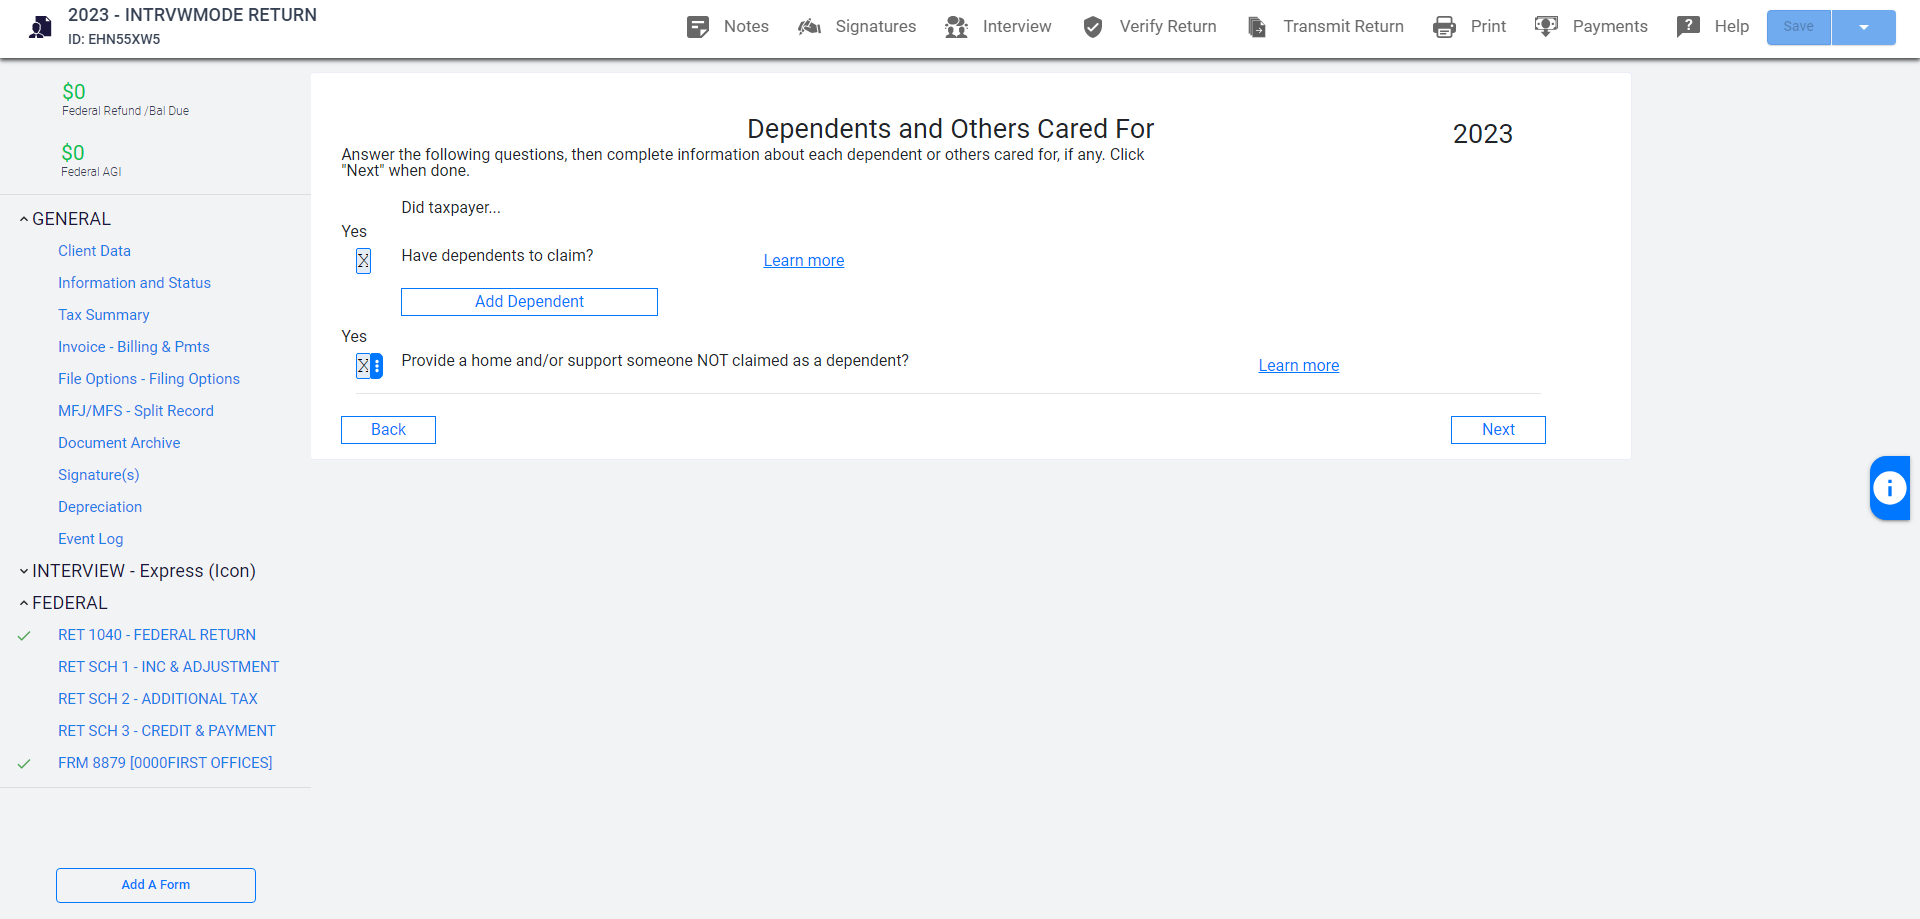 2023 - INTRVWMODE RETURN
ID: EHN55XW5
Notes
Signatures
Interview
Verify Return
Transmit Return
Print
Payments
Help
Save
$0
Federal Refund /Bal Due
$0
Federal AGI
GENERAL
Client Data
Information and Status
Tax Summary
Invoice - Billing & Pmts
File Options - Filing Options
MFJ/MFS - Split Record
Document Archive
Signature(s)
Depreciation
Event Log
INTERVIEW - Express (Icon)
FEDERAL
RET 1040 - FEDERAL RETURN
RET SCH 1 - INC & ADJUSTMENT
RET SCH 2 - ADDITIONAL TAX
RET SCH 3 - CREDIT & PAYMENT
FRM 8879 [0000FIRST OFFICES]
Add A Form
Dependents and Others Cared For
2023
Answer the following questions, then complete information about each dependent or others cared for, if any. Click
"Next" when done.
Did taxpayer...
Yes
X Have dependents to claim? Learn more
Add Dependent
Yes
X Provide a home and/or support someone NOT claimed as a dependent? Learn more
Back
Next